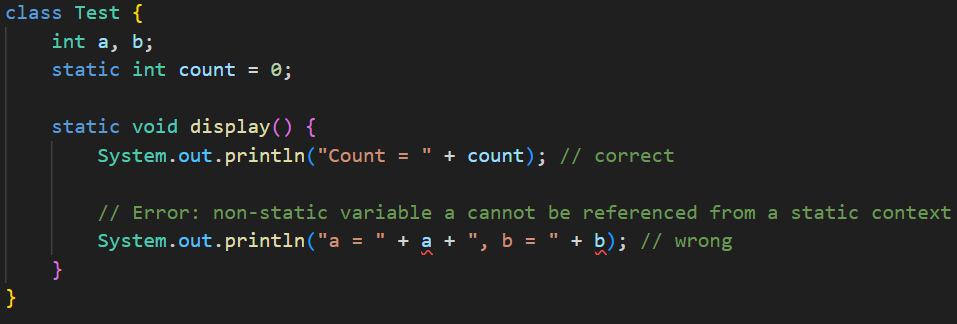 class Test {
    int a, b;
    static int count = 0;

    static void display() {
        System.out.println("Count = " + count); // correct

        // Error: non-static variable a cannot be referenced from a static context
        System.out.println("a = " + a + ", b = " + b); // wrong
    }
}